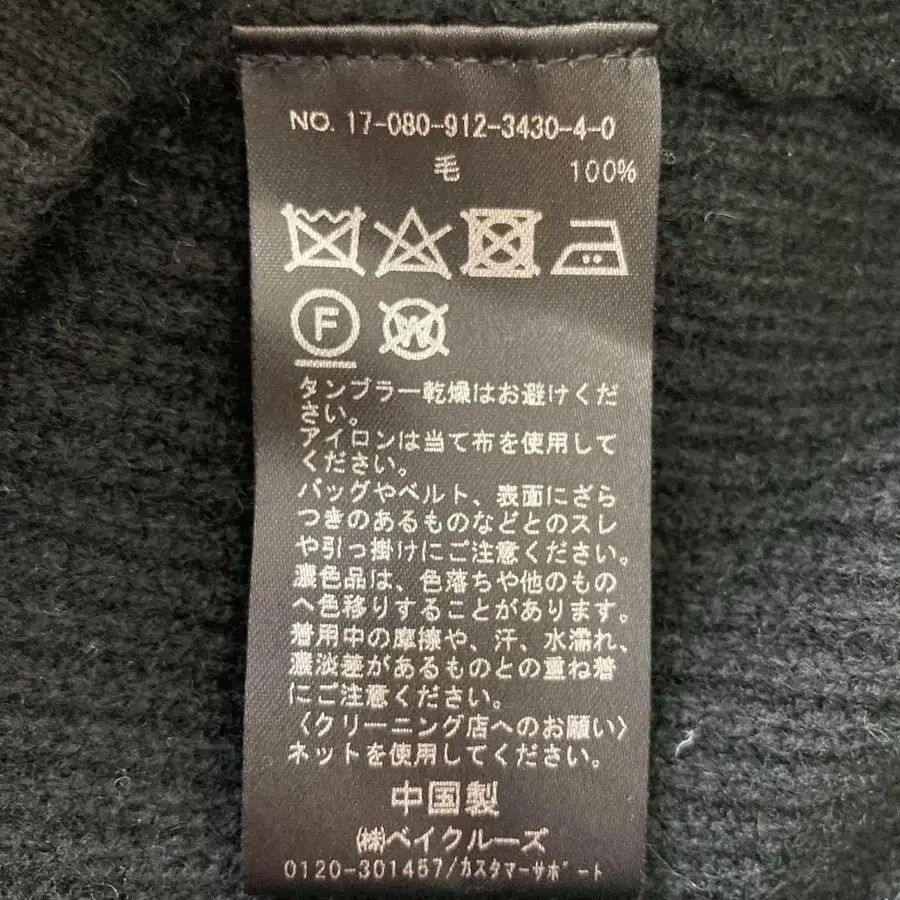 NO. 17-080-912-3430-4-0
毛 100%
F W
タンブラー乾燥はお避けくだ
さい。
アイロンは当て布を使用して
ください。
バッグやベルト、表面にざら
つきのあるものなどとのスレ
や引っ掛けにご注意ください。
濃色品は、色落ちや他のもの
へ色移りすることがあります。
着用中の摩擦や、汗、水濡れ、
濃淡差があるものとの重ね着
にご注意ください。
〈クリーニング店へのお願い〉
ネットを使用してください。
中国製
㈱ベイクルーズ
0120-301457/カスタマーサポート